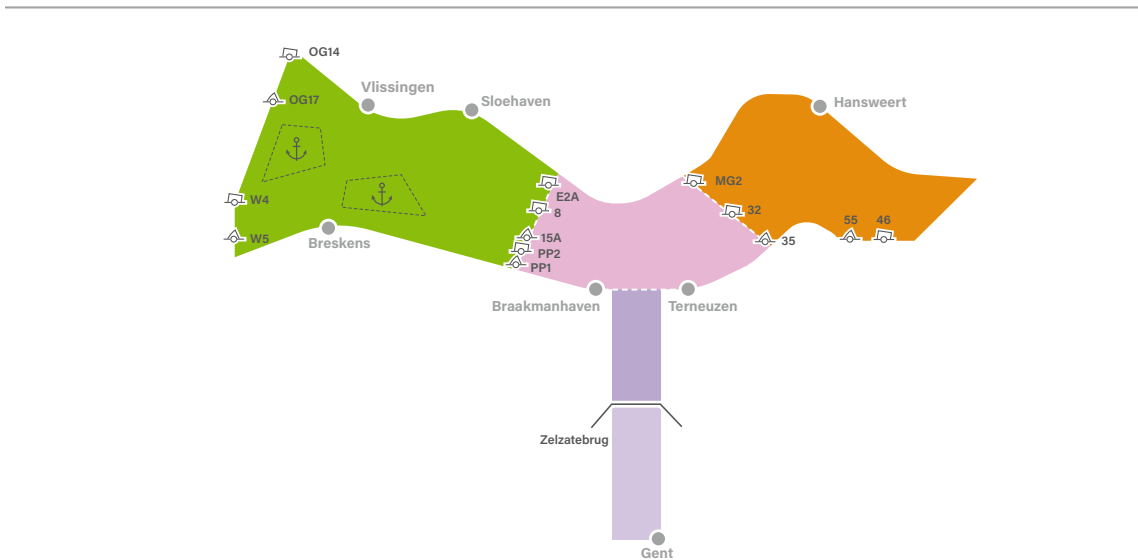 OG14
Vlissingen
OG17
Sloehaven
Hansweert
W4
E2A
MG2
8
32
W5
Breskens
15A
PP2
PP1
35
55
46
Braakmanhaven
Terneuzen
Zelzatebrug
Gent